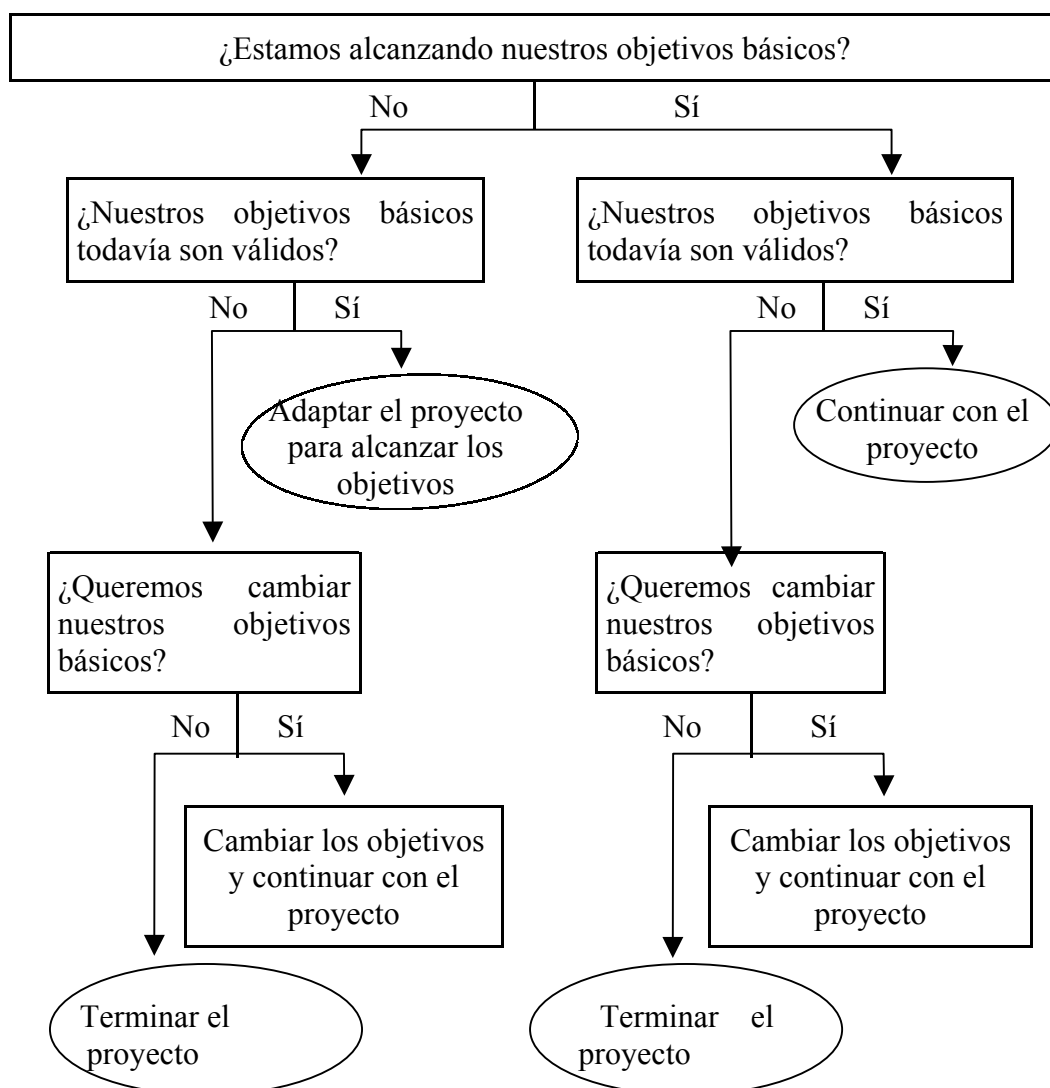 ¿Estamos alcanzando nuestros objetivos básicos?
No Sí
¿Nuestros objetivos básicos
todavía son válidos?
¿Nuestros objetivos básicos
todavía son válidos?
No Sí
No Sí
Adaptar el proyecto
para alcanzar los
objetivos
Continuar con el
proyecto
¿Queremos cambiar
nuestros objetivos
básicos?
¿Queremos cambiar
nuestros objetivos
básicos?
No Sí
No Sí
Cambiar los objetivos
y continuar con el
proyecto
Cambiar los objetivos
y continuar con el
proyecto
Terminar el
proyecto
Terminar el
proyecto